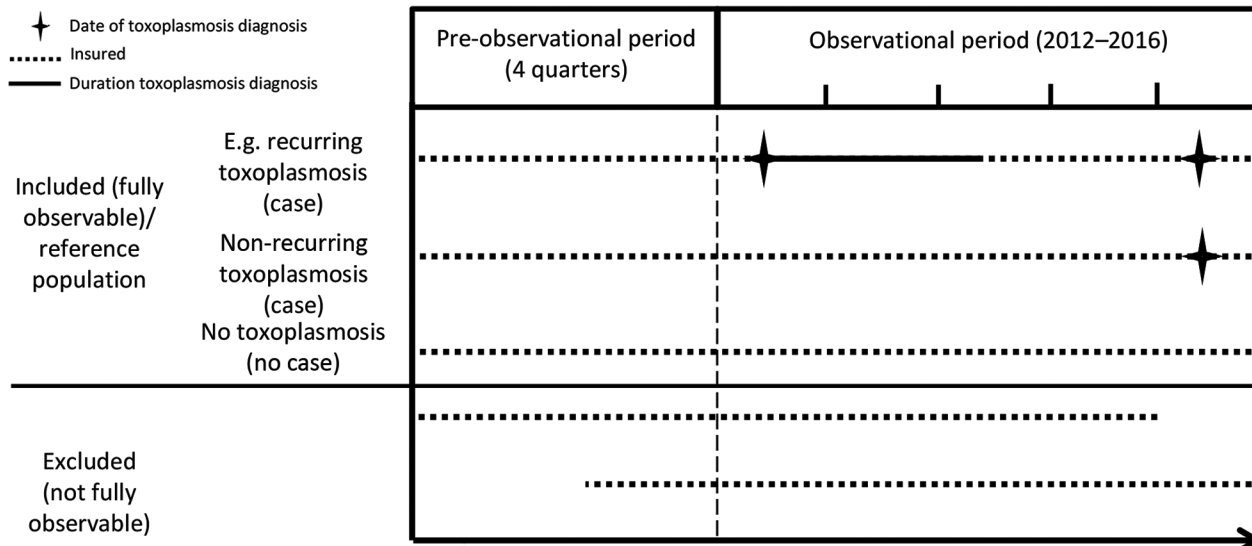 Date of toxoplasmosis diagnosis
Insured
Duration toxoplasmosis diagnosis
Pre-observational period
(4 quarters)
Observational period (2012–2016)
Included (fully
observable)/
reference
population
E.g. recurring
toxoplasmosis
(case)
Non-recurring
toxoplasmosis
(case)
No toxoplasmosis
(no case)
Excluded
(not fully
observable)